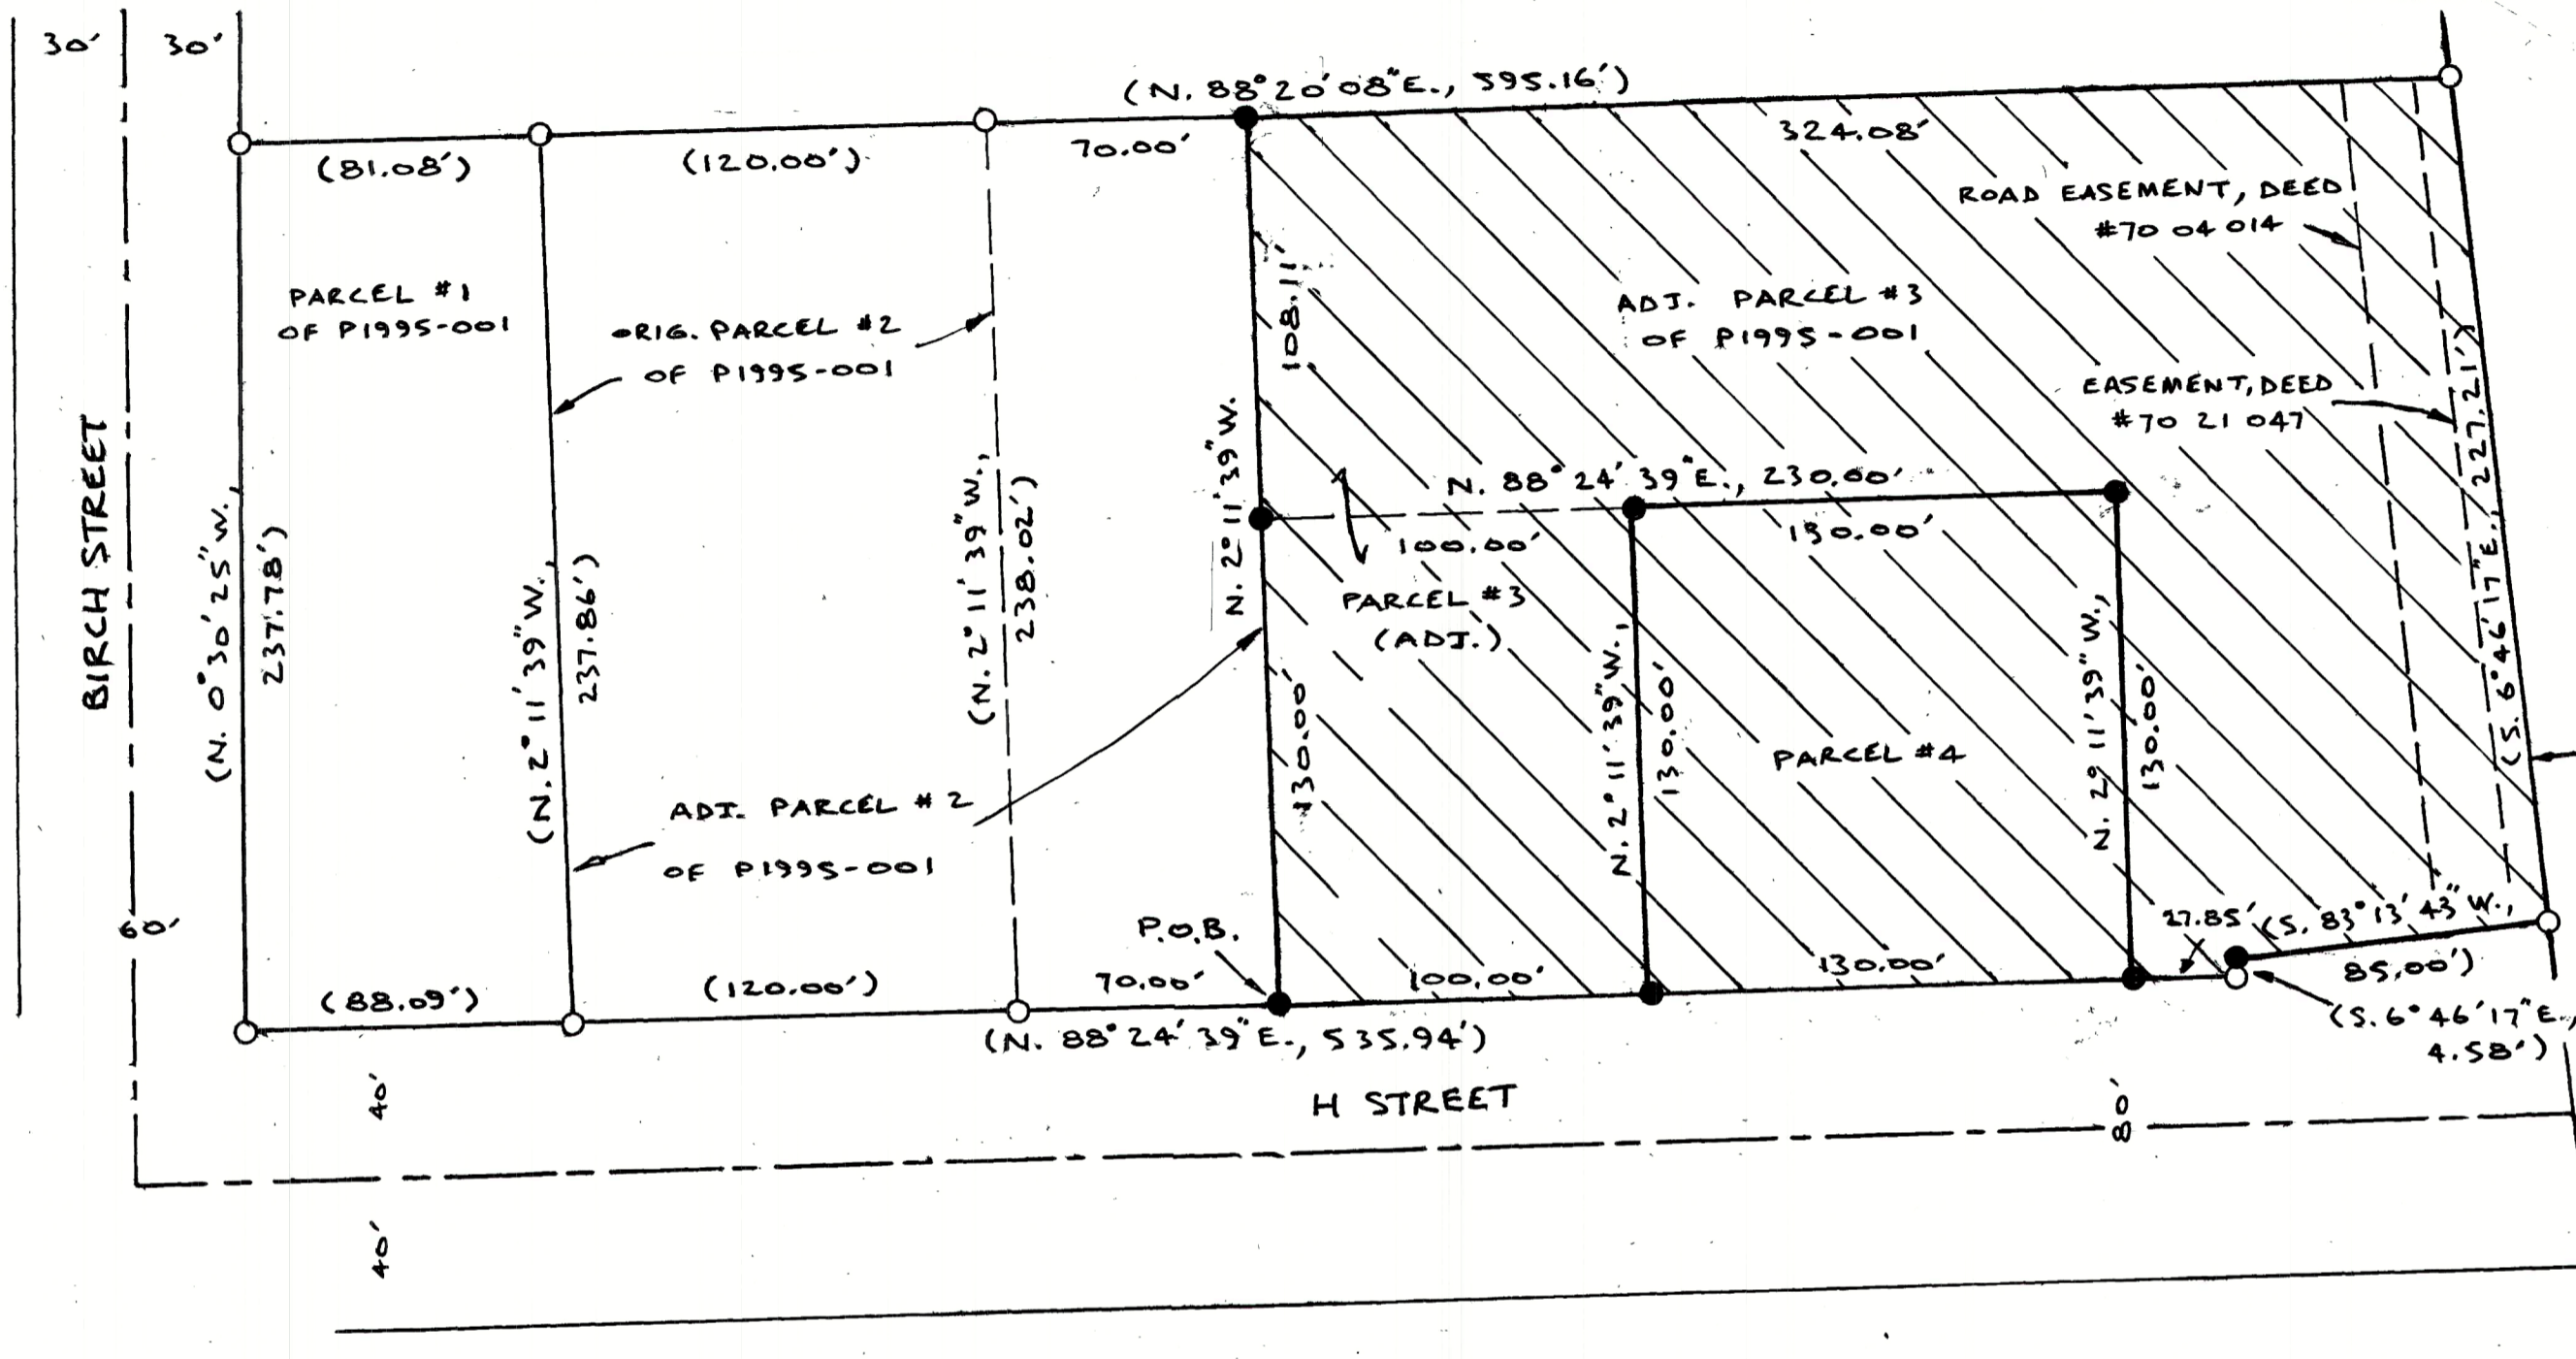 30'
30'
(N. 88°20'08"E., 595.16')
(81.08')
(120.00')
70.00'
324.08'
ROAD EASEMENT, DEED
#70 04 014
PARCEL #1
OF P1995-001
ORIG. PARCEL #2
OF P1995-001
108.11'
ADJ. PARCEL #3
OF P1995-001
EASEMENT, DEED
#70 21 047
BIRCH STREET
(N. 0°30'25"W.,
237.78')
(N. 2°11'39"W.,
237.86')
(N. 2°11'39"W.,
238.02')
N. 2°11'39"W.
N. 88°24'39"E., 230.00'
100.00'
130.00'
PARCEL #3
(ADJ.)
130.00'
N. 2°11'39"W.,
130.00'
PARCEL #4
N. 2°11'39"W.,
130.00'
(S. 6°46'17"E., 227.21')
ADJ. PARCEL #2
OF P1995-001
60'
P.O.B.
(88.09')
(120.00')
70.00'
100.00'
130.00'
27.85'
(S. 83°13'43"W.,
85.00')
(S. 6°46'17"E.,
4.58')
(N. 88°24'39"E., 535.94')
40'
H STREET
80'
40'